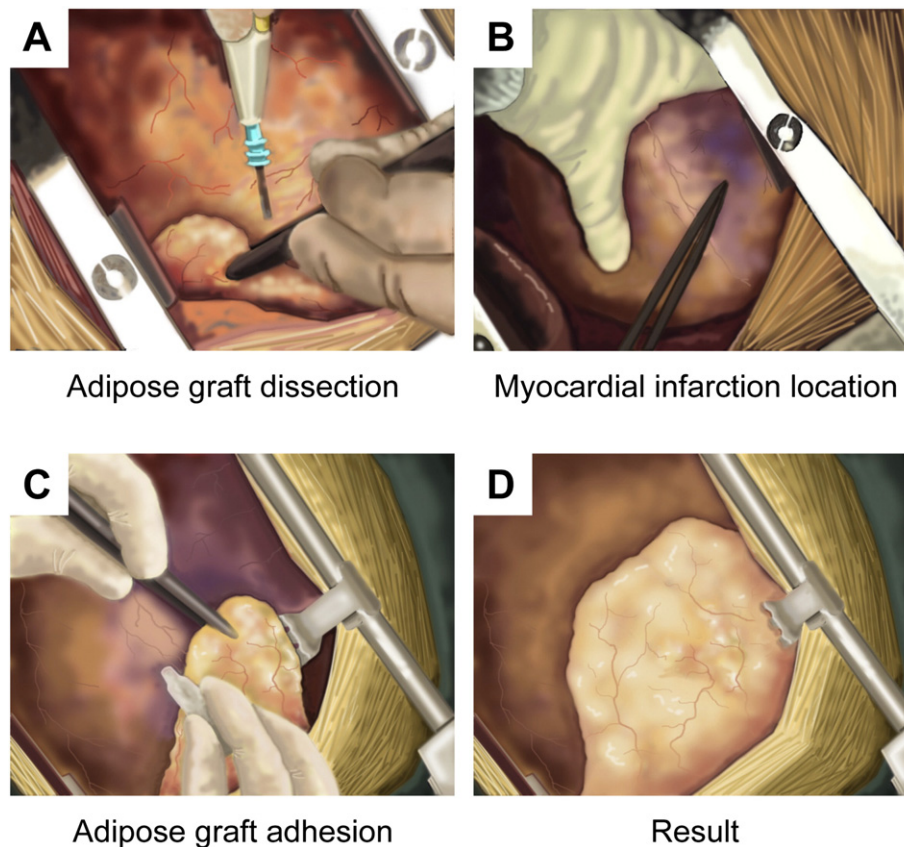 A
B
Adipose graft dissection
Myocardial infarction location
C
D
Adipose graft adhesion
Result